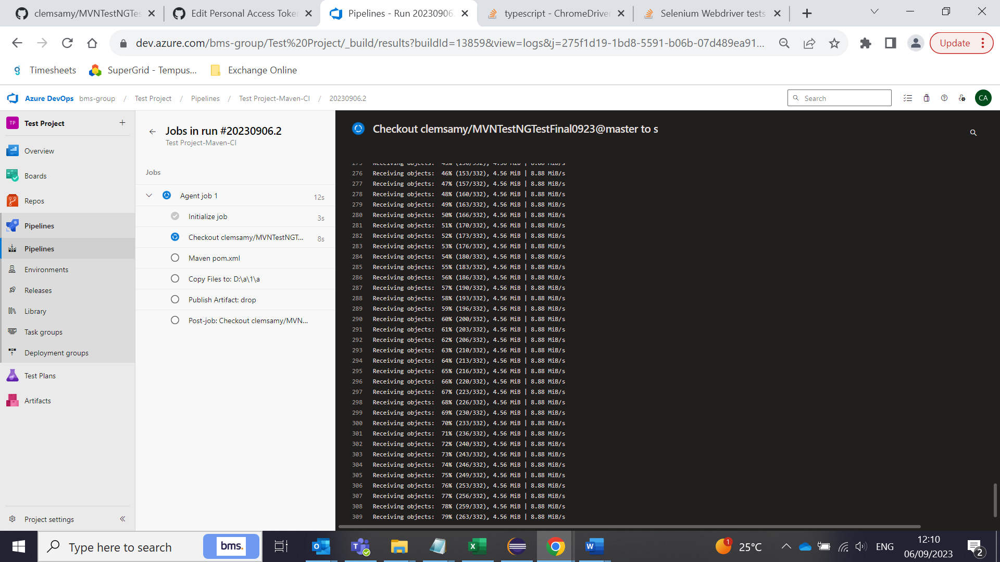 clemsamy/MVNTestNGTes
Edit Personal Access Token
Pipelines - Run 20230906.
typescript - ChromeDriver
Selenium Webdriver tests
dev.azure.com/bms-group/Test%20Project/_build/results?buildId=13859&view=logs&j=275f1d19-1bd8-5591-b06b-07d489ea91...
Update
Timesheets
SuperGrid - Tempus...
Exchange Online
Azure DevOps bms-group / Test Project / Pipelines / Test Project-Maven-CI / 20230906.2
Search
CA
TP Test Project +
Overview
Boards
Repos
Pipelines
Pipelines
Environments
Releases
Library
Task groups
Deployment groups
Test Plans
Artifacts
Project settings
Jobs in run #20230906.2
Test Project-Maven-CI
Jobs
Agent job 1 12s
Initialize job 3s
Checkout clemsamy/MVNTestNGT... 8s
Maven pom.xml
Copy Files to: D:\a\1\a
Publish Artifact: drop
Post-job: Checkout clemsamy/MVN...
Checkout clemsamy/MVNTestNGTestFinal0923@master to s
276 Receiving objects: 46% (153/332), 4.56 MiB | 8.88 MiB/s
277 Receiving objects: 47% (157/332), 4.56 MiB | 8.88 MiB/s
278 Receiving objects: 48% (160/332), 4.56 MiB | 8.88 MiB/s
279 Receiving objects: 49% (163/332), 4.56 MiB | 8.88 MiB/s
280 Receiving objects: 50% (166/332), 4.56 MiB | 8.88 MiB/s
281 Receiving objects: 51% (170/332), 4.56 MiB | 8.88 MiB/s
282 Receiving objects: 52% (173/332), 4.56 MiB | 8.88 MiB/s
283 Receiving objects: 53% (176/332), 4.56 MiB | 8.88 MiB/s
284 Receiving objects: 54% (180/332), 4.56 MiB | 8.88 MiB/s
285 Receiving objects: 55% (183/332), 4.56 MiB | 8.88 MiB/s
286 Receiving objects: 56% (186/332), 4.56 MiB | 8.88 MiB/s
287 Receiving objects: 57% (190/332), 4.56 MiB | 8.88 MiB/s
288 Receiving objects: 58% (193/332), 4.56 MiB | 8.88 MiB/s
289 Receiving objects: 59% (196/332), 4.56 MiB | 8.88 MiB/s
290 Receiving objects: 60% (200/332), 4.56 MiB | 8.88 MiB/s
291 Receiving objects: 61% (203/332), 4.56 MiB | 8.88 MiB/s
292 Receiving objects: 62% (206/332), 4.56 MiB | 8.88 MiB/s
293 Receiving objects: 63% (210/332), 4.56 MiB | 8.88 MiB/s
294 Receiving objects: 64% (213/332), 4.56 MiB | 8.88 MiB/s
295 Receiving objects: 65% (216/332), 4.56 MiB | 8.88 MiB/s
296 Receiving objects: 66% (220/332), 4.56 MiB | 8.88 MiB/s
297 Receiving objects: 67% (223/332), 4.56 MiB | 8.88 MiB/s
298 Receiving objects: 68% (226/332), 4.56 MiB | 8.88 MiB/s
299 Receiving objects: 69% (230/332), 4.56 MiB | 8.88 MiB/s
300 Receiving objects: 70% (233/332), 4.56 MiB | 8.88 MiB/s
301 Receiving objects: 71% (236/332), 4.56 MiB | 8.88 MiB/s
302 Receiving objects: 72% (240/332), 4.56 MiB | 8.88 MiB/s
303 Receiving objects: 73% (243/332), 4.56 MiB | 8.88 MiB/s
304 Receiving objects: 74% (246/332), 4.56 MiB | 8.88 MiB/s
305 Receiving objects: 75% (249/332), 4.56 MiB | 8.88 MiB/s
306 Receiving objects: 76% (253/332), 4.56 MiB | 8.88 MiB/s
307 Receiving objects: 77% (256/332), 4.56 MiB | 8.88 MiB/s
308 Receiving objects: 78% (259/332), 4.56 MiB | 8.88 MiB/s
309 Receiving objects: 79% (263/332), 4.56 MiB | 8.88 MiB/s
Type here to search
bms.
1
25°C
ENG
12:10
06/09/2023
2